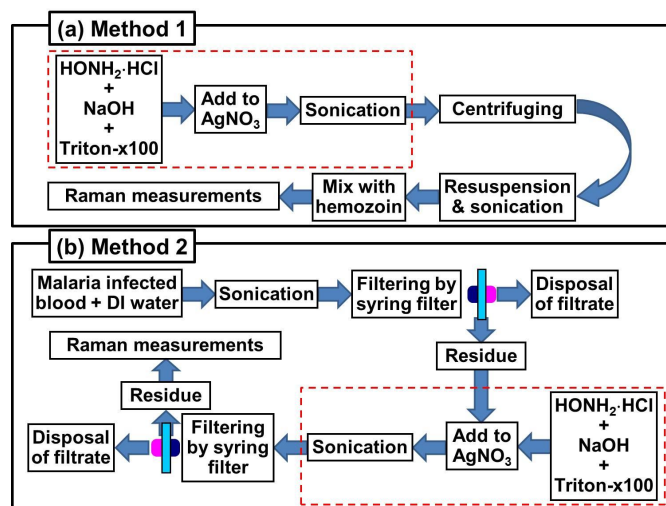 (a) Method 1
HONH₂·HCl
+
NaOH
+
Triton-x100
Add to
AgNO₃
Sonication
Centrifuging
Resuspension
& sonication
Mix with
hemozoin
Raman measurements
(b) Method 2
Malaria infected
blood + DI water
Sonication
Filtering by
syring filter
Disposal
of filtrate
Residue
HONH₂·HCl
+
NaOH
+
Triton-x100
Add to
AgNO₃
Sonication
Filtering
by syring
filter
Disposal
of filtrate
Residue
Raman measurements